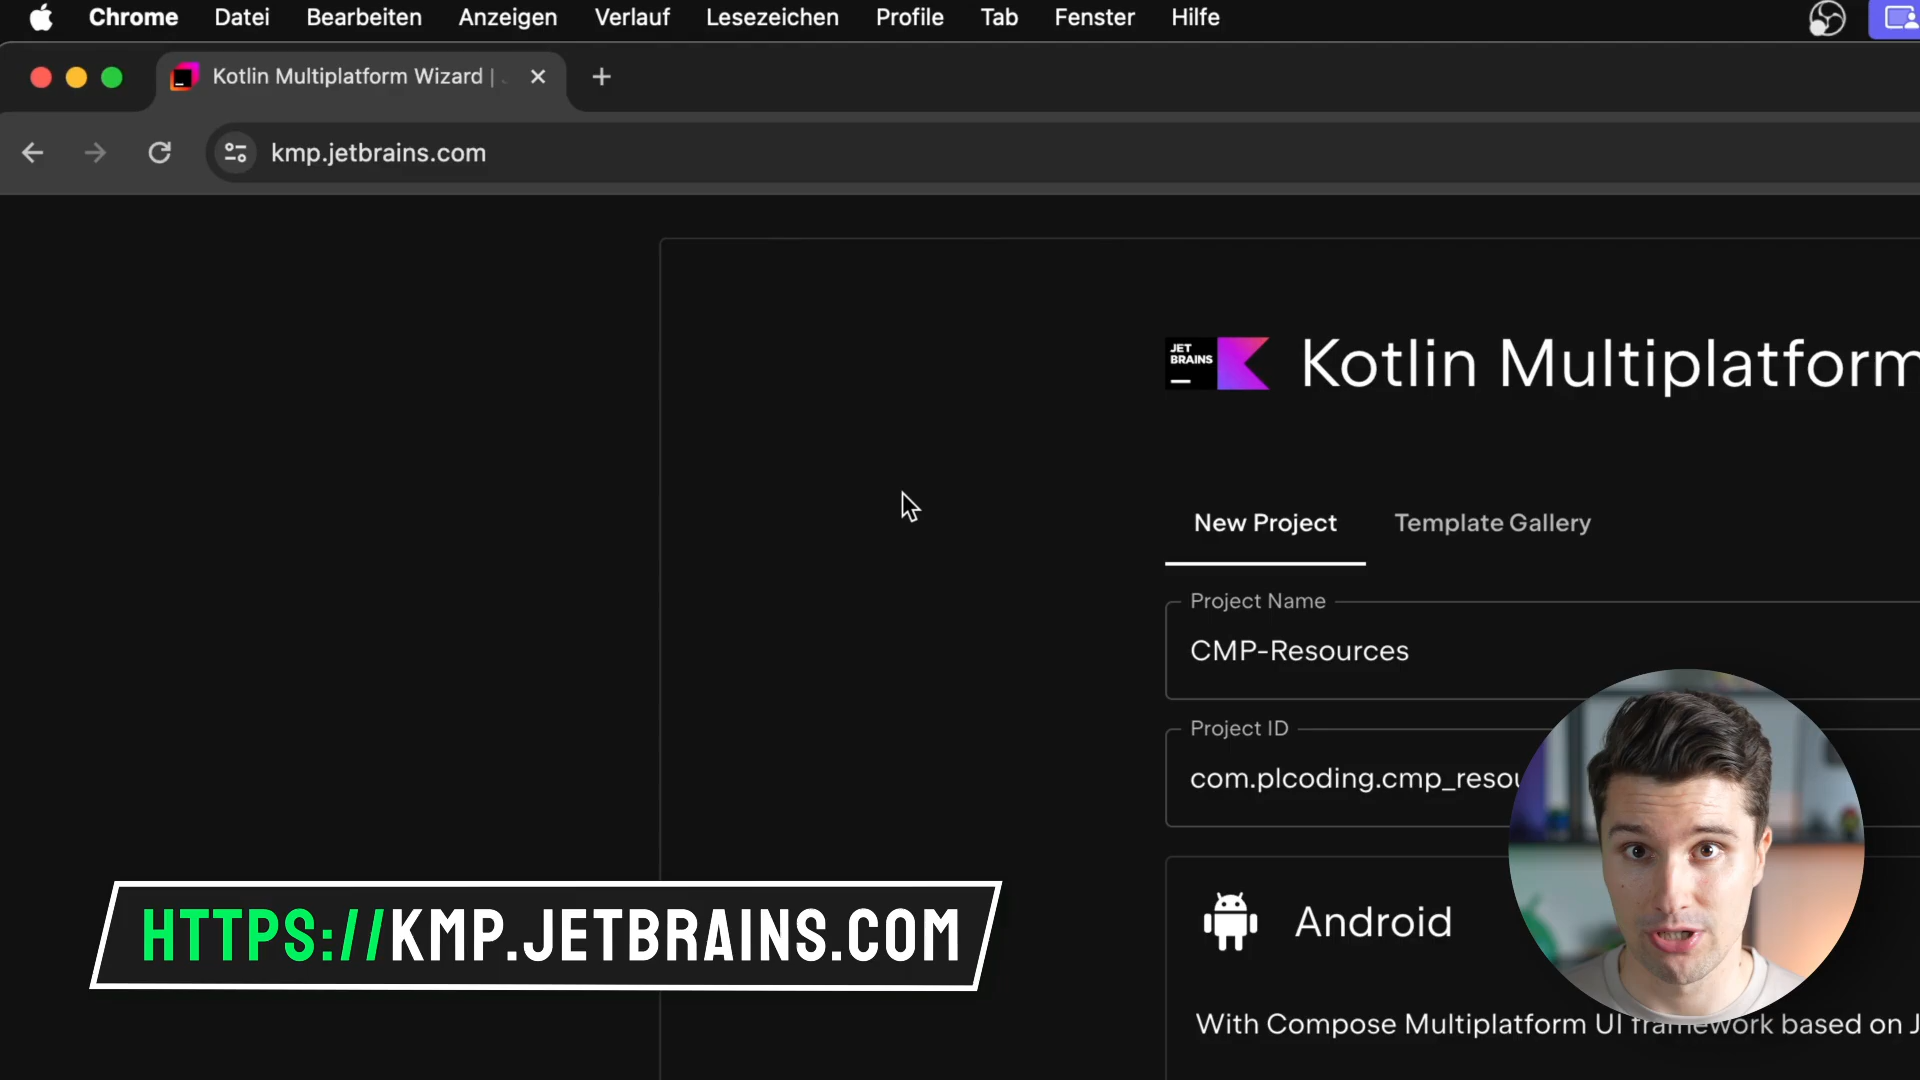 Chrome Datei Bearbeiten Anzeigen Verlauf Lesezeichen Profile Tab Fenster Hilfe
Kotlin Multiplatform Wizard |
kmp.jetbrains.com
JET BRAINS
Kotlin Multiplatform
New Project Template Gallery
Project Name
CMP-Resources
Project ID
com.plcoding.cmp_resou
Android
With Compose Multiplatform UI framework based on J
HTTPS://KMP.JETBRAINS.COM